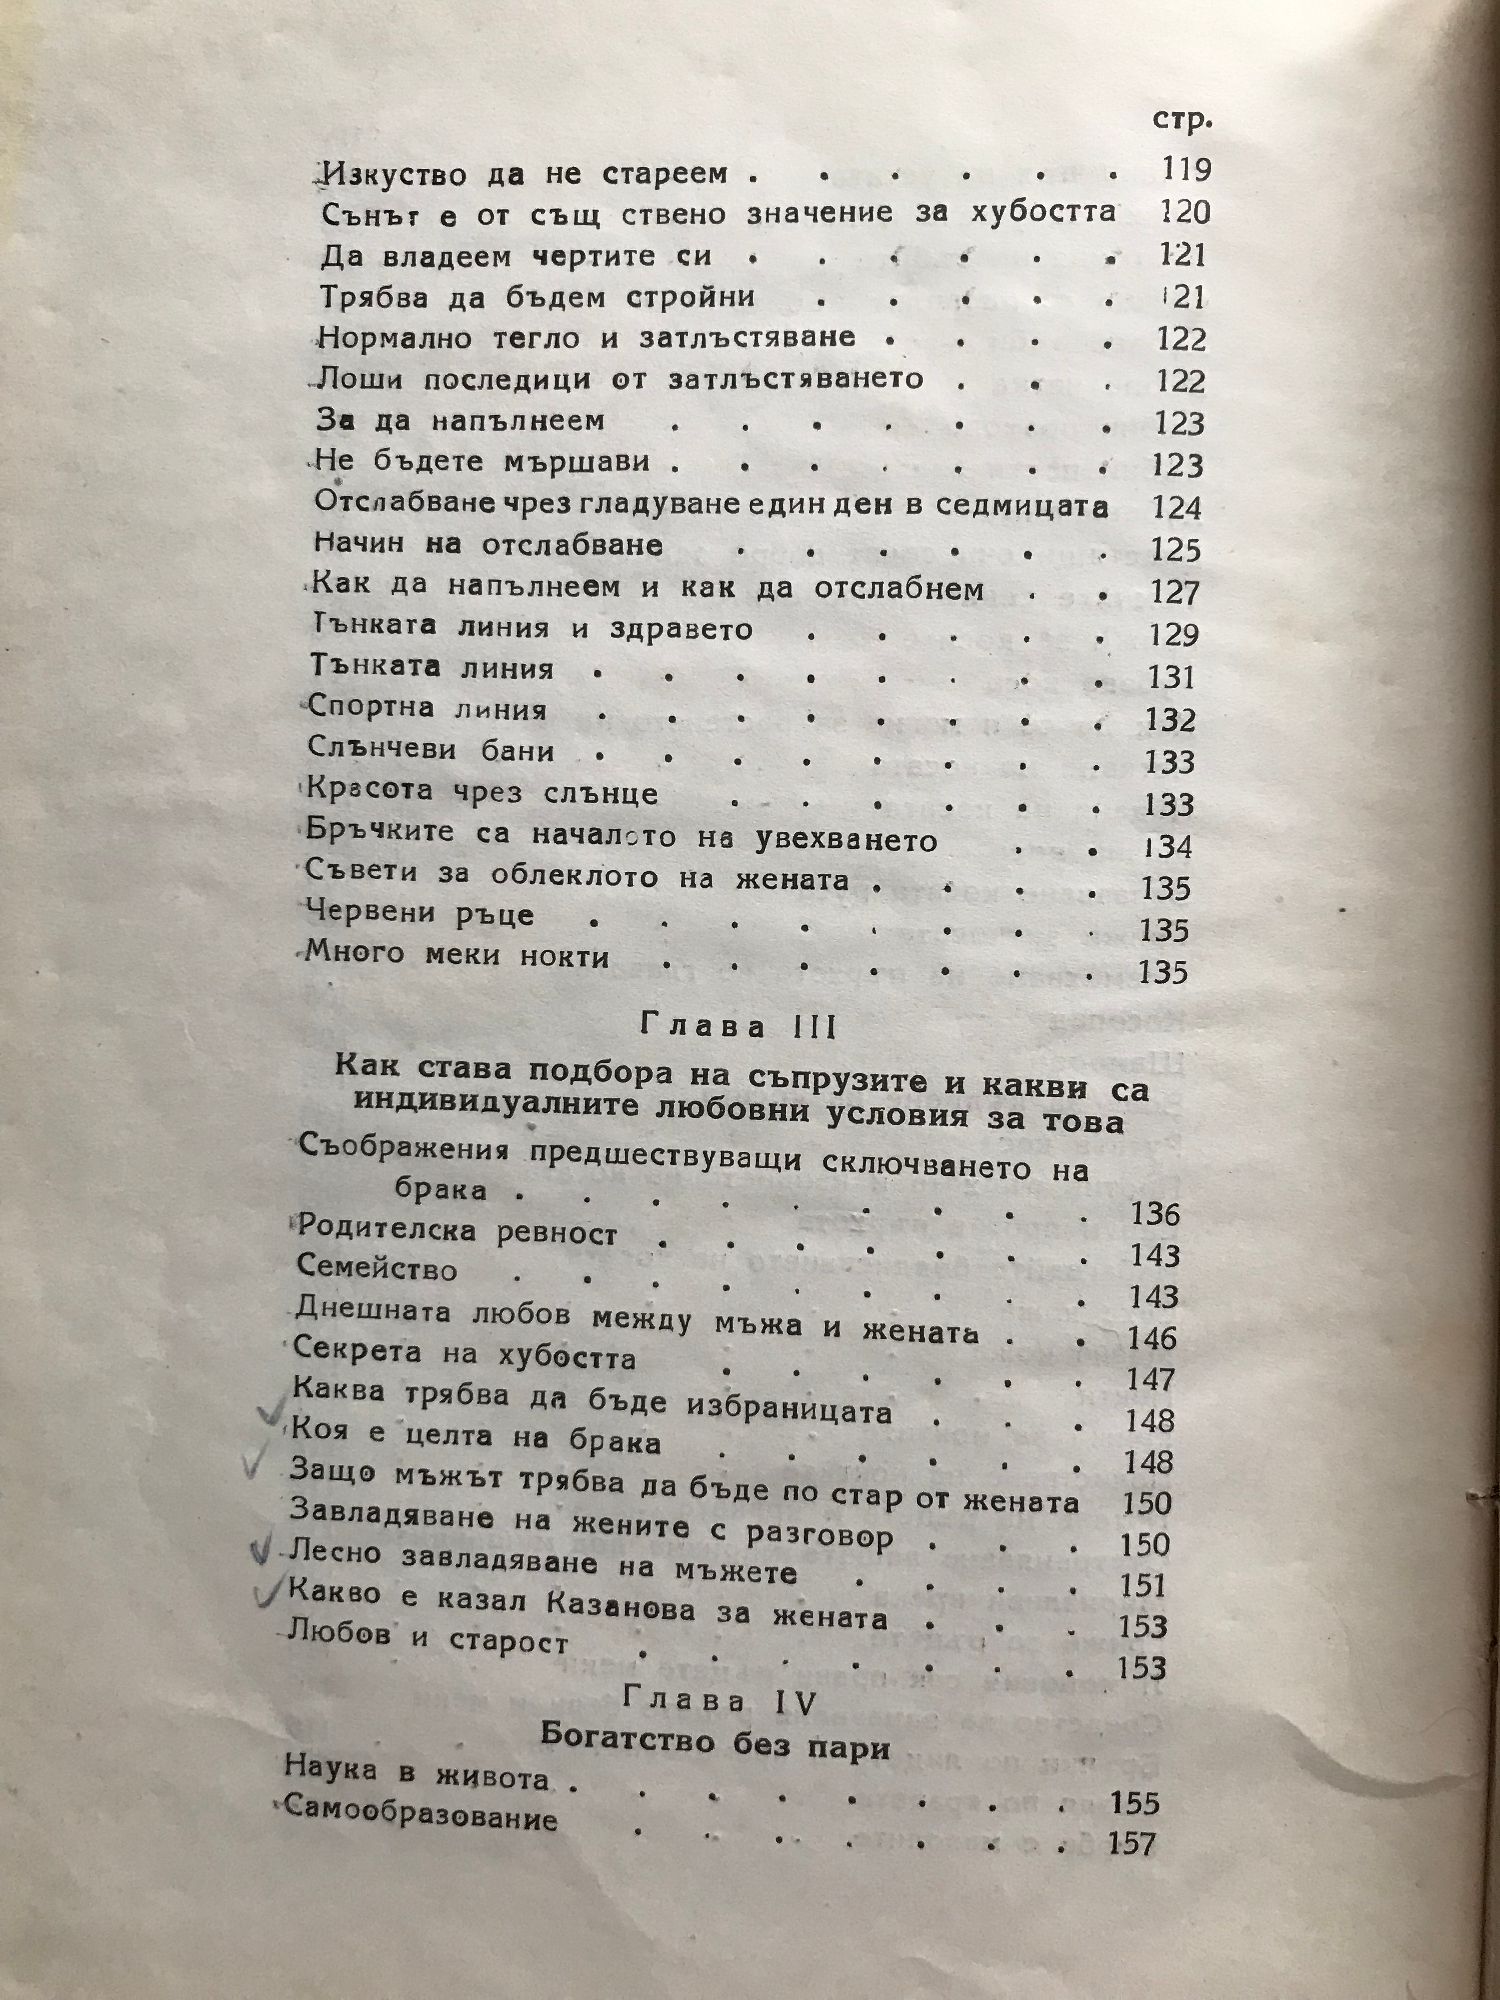 стр.
Изкуство да не стареем . . . . . . 119
Сънът е от същ ствено значение за хубостта 120
Да владеем чертите си . . . . . . 121
Трябва да бъдем стройни . . . . . 121
Нормално тегло и затлъстяване . . . . 122
Лоши последици от затлъстяването . . . 122
За да напълнеем . . . . . . . 123
Не бъдете мършави . . . . . . . 123
Отслабване чрез гладуване един ден в седмицата 124
Начин на отслабване . . . . . . 125
Как да напълнеем и как да отслабнем . . 127
Тънката линия и здравето . . . . . 129
Тънката линия . . . . . . . . 131
Спортна линия . . . . . . . . 132
Слънчеви бани . . . . . . . . 133
Красота чрез слънце . . . . . . 133
Бръчките са началото на увехването . . 134
Съвети за облеклото на жената . . . . 135
Червени ръце . . . . . . . . 135
Много меки нокти . . . . . . . 135
Глава III
Как става подбора на съпрузите и какви са
индивидуалните любовни условия за това
Съображения предшествуващи сключването на
брака . . . . . . . . . 136
Родителска ревност . . . . . . . 143
Семейство . . . . . . . . . 143
Днешната любов между мъжа и жената . . 146
Секрета на хубостта . . . . . . 147
Каква трябва да бъде избраницата . . . 148
Коя е целта на брака . . . . . . 148
Защо мъжът трябва да бъде по стар от жената 150
Завладяване на жените с разговор . . . 150
Лесно завладяване на мъжете . . . . 151
Какво е казал Казанова за жената . . . 153
Любов и старост . . . . . . . 153
Глава IV
Богатство без пари
Наука в живота . . . . . . . . 155
Самообразование . . . . . . . 157